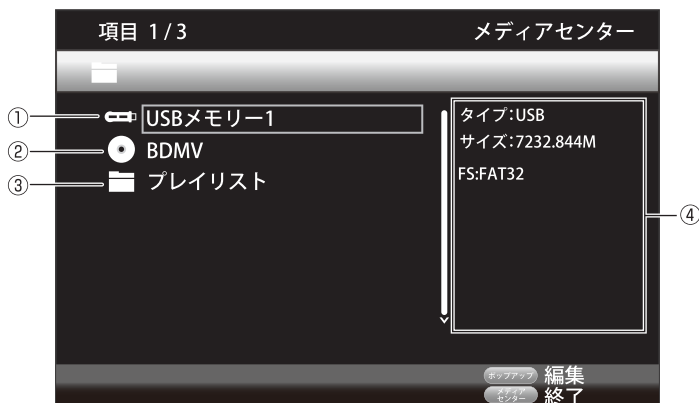 項目 1/3 メディアセンター
① USBメモリー1
② BDMV
③ プレイリスト
タイプ:USB
サイズ:7232.844M
FS:FAT32
④
ポップアップ 編集
メディアセンター 終了